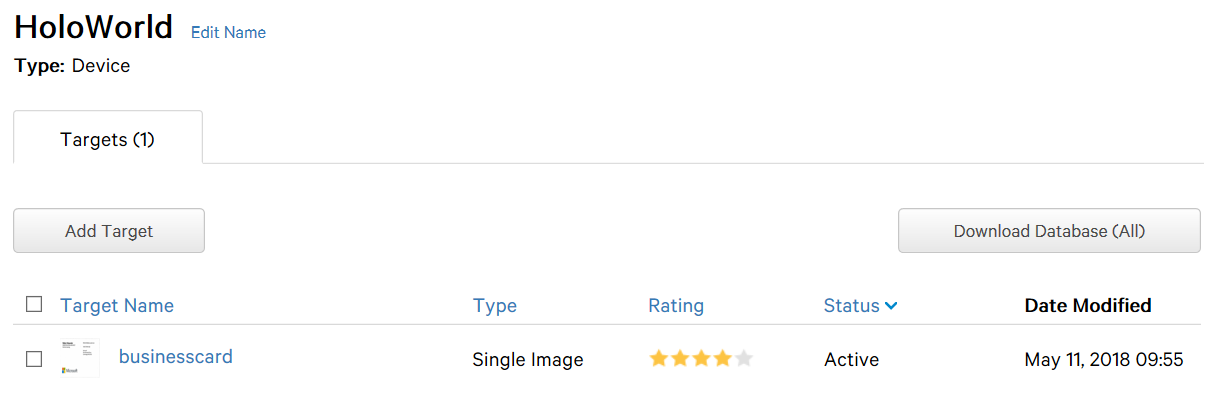 HoloWorld Edit Name
Type: Device
Targets (1)
Add Target Download Database (All)
Target Name Type Rating Status Date Modified
businesscard Single Image Active May 11, 2018 09:55